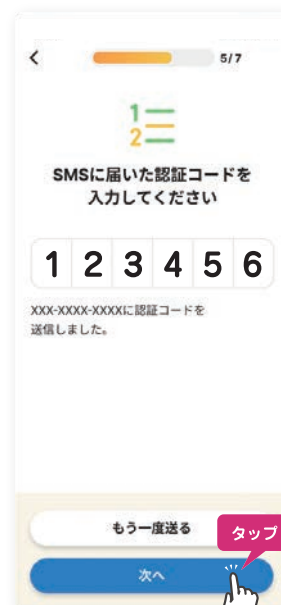 5/7
1
2
SMSに届いた認証コードを
入力してください
1 2 3 4 5 6
XXX-XXXX-XXXXに認証コードを
送信しました。
もう一度送る
タップ
次へ